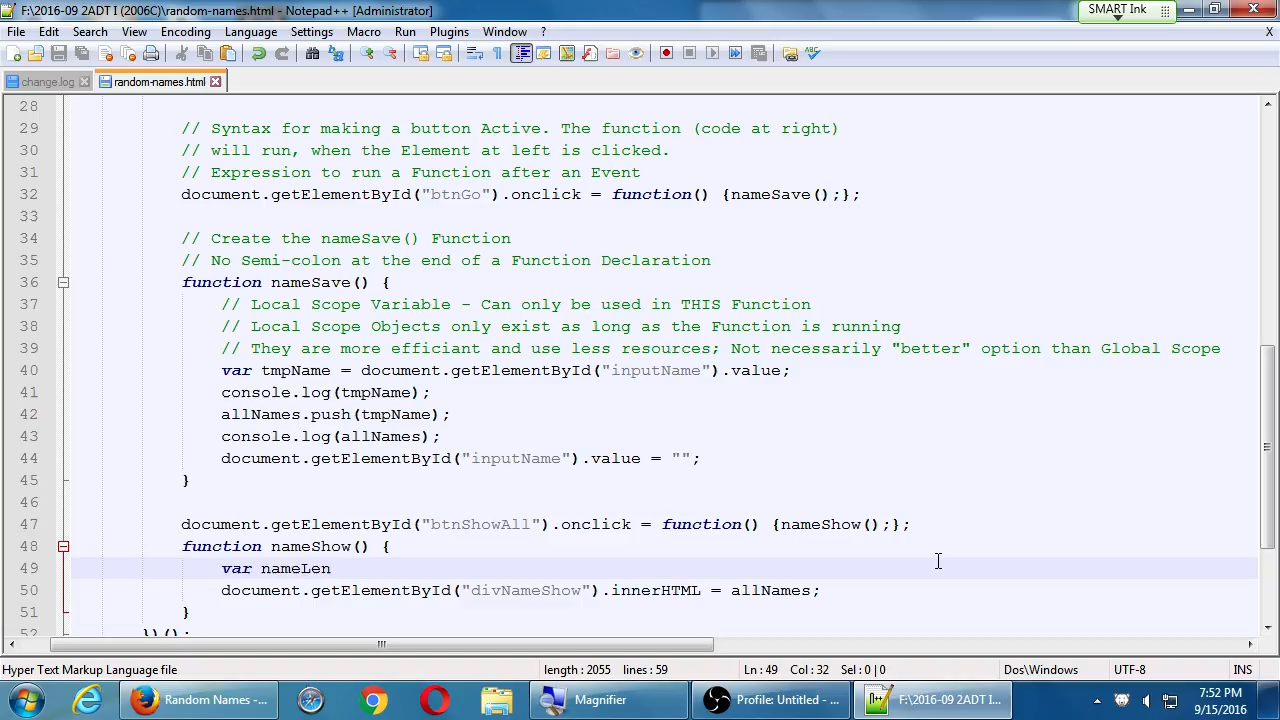 F:\2016-09 2ADT I (2006C)\random-names.html - Notepad++ [Administrator]
SMART Ink
File Edit Search View Encoding Language Settings Macro Run Plugins Window ? X
change.log random-names.html
28
29 // Syntax for making a button Active. The function (code at right)
30 // will run, when the Element at left is clicked.
31 // Expression to run a Function after an Event
32 document.getElementById("btnGo").onclick = function() {nameSave();};
33
34 // Create the nameSave() Function
35 // No Semi-colon at the end of a Function Declaration
36 function nameSave() {
37 // Local Scope Variable - Can only be used in THIS Function
38 // Local Scope Objects only exist as long as the Function is running
39 // They are more efficiant and use less resources; Not necessarily "better" option than Global Scope
40 var tmpName = document.getElementById("inputName").value;
41 console.log(tmpName);
42 allNames.push(tmpName);
43 console.log(allNames);
44 document.getElementById("inputName").value = "";
45 }
46
47 document.getElementById("btnShowAll").onclick = function() {nameShow();};
48 function nameShow() {
49 var nameLen
50 document.getElementById("divNameShow").innerHTML = allNames;
51 }
52 })();
Hyper Text Markup Language file length : 2055 lines : 59 Ln : 49 Col : 32 Sel : 0 | 0 Dos\Windows UTF-8 INS
Random Names -... Magnifier Profile: Untitled - ... F:\2016-09 2ADT I... 7:52 PM
9/15/2016